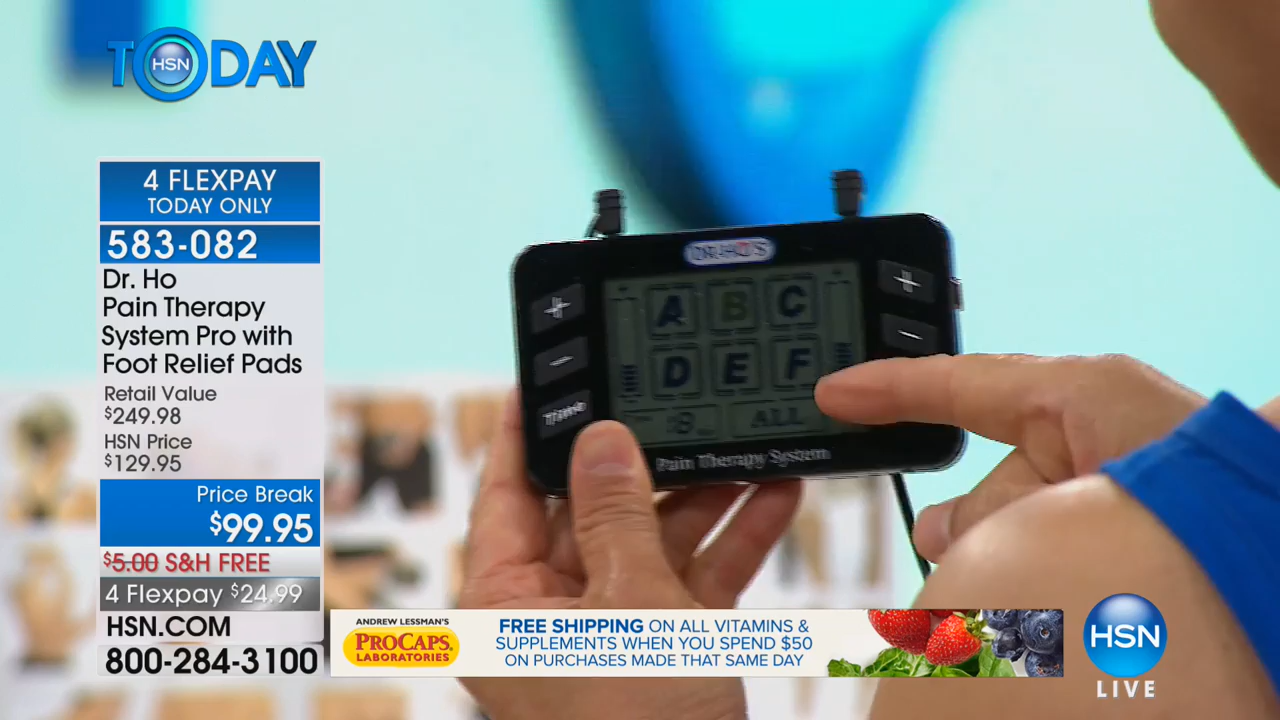 TODAY
HSN
4 FLEXPAY
TODAY ONLY
583-082
Dr. Ho
Pain Therapy
System Pro with
Foot Relief Pads
Retail Value
$249.98
HSN Price
$129.95
Price Break
$99.95
$5.00 S&H FREE
4 Flexpay $24.99
HSN.COM
800-284-3100
DR-HO'S
+
+
A B C
−
−
D E F
Time
ALL
Pain Therapy System
ANDREW LESSMAN'S
PROCAPS
LABORATORIES
FREE SHIPPING ON ALL VITAMINS &
SUPPLEMENTS WHEN YOU SPEND $50
ON PURCHASES MADE THAT SAME DAY
HSN
LIVE